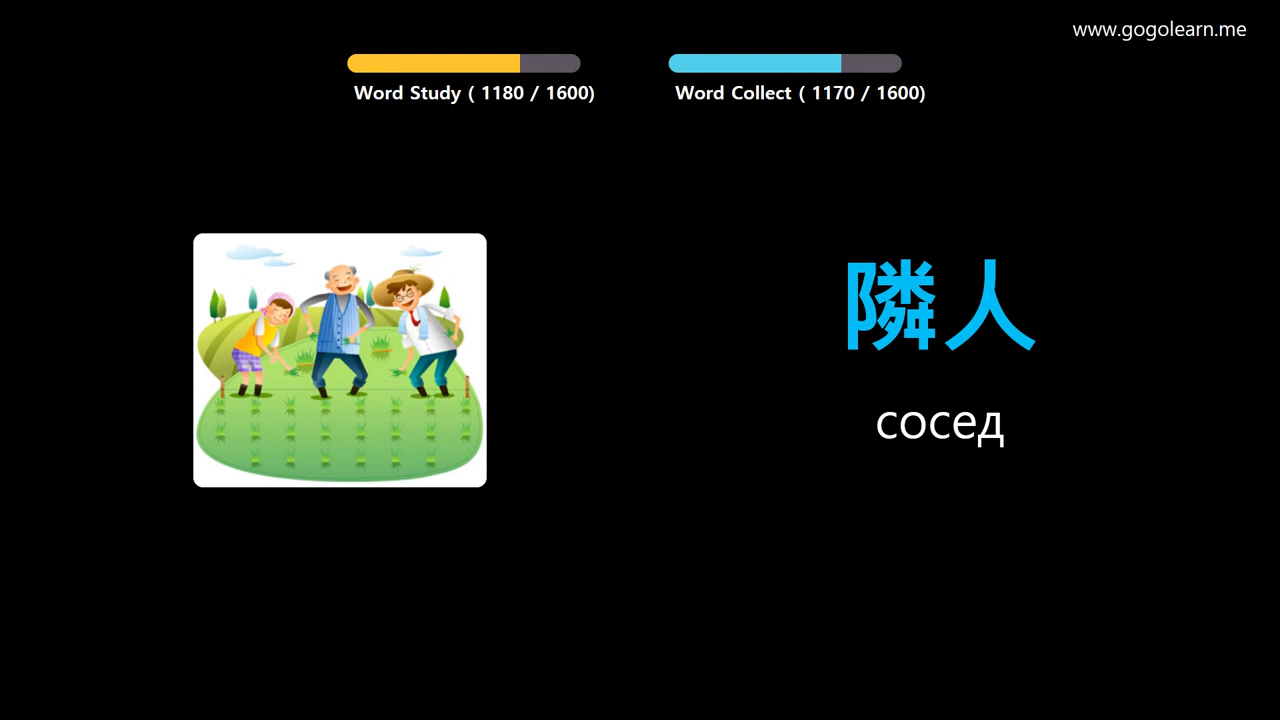 www.gogolearn.me
Word Study ( 1180 / 1600)
Word Collect ( 1170 / 1600)
隣人
сосед